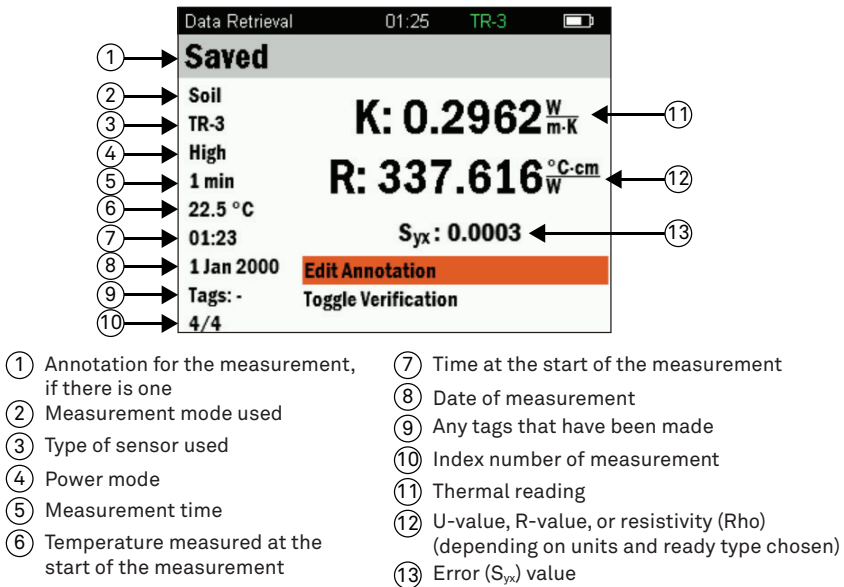 Data Retrieval 01:25 TR-3
1 Saved
2 Soil
3 TR-3
4 High
5 1 min
6 22.5 °C
7 01:23
8 1 Jan 2000
9 Tags: -
10 4/4
K: 0.2962 W/m·K 11
R: 337.616 °C·cm/W 12
Syx: 0.0003 13
Edit Annotation
Toggle Verification
1 Annotation for the measurement,
if there is one
2 Measurement mode used
3 Type of sensor used
4 Power mode
5 Measurement time
6 Temperature measured at the
start of the measurement
7 Time at the start of the measurement
8 Date of measurement
9 Any tags that have been made
10 Index number of measurement
11 Thermal reading
12 U-value, R-value, or resistivity (Rho)
(depending on units and ready type chosen)
13 Error (Syx) value